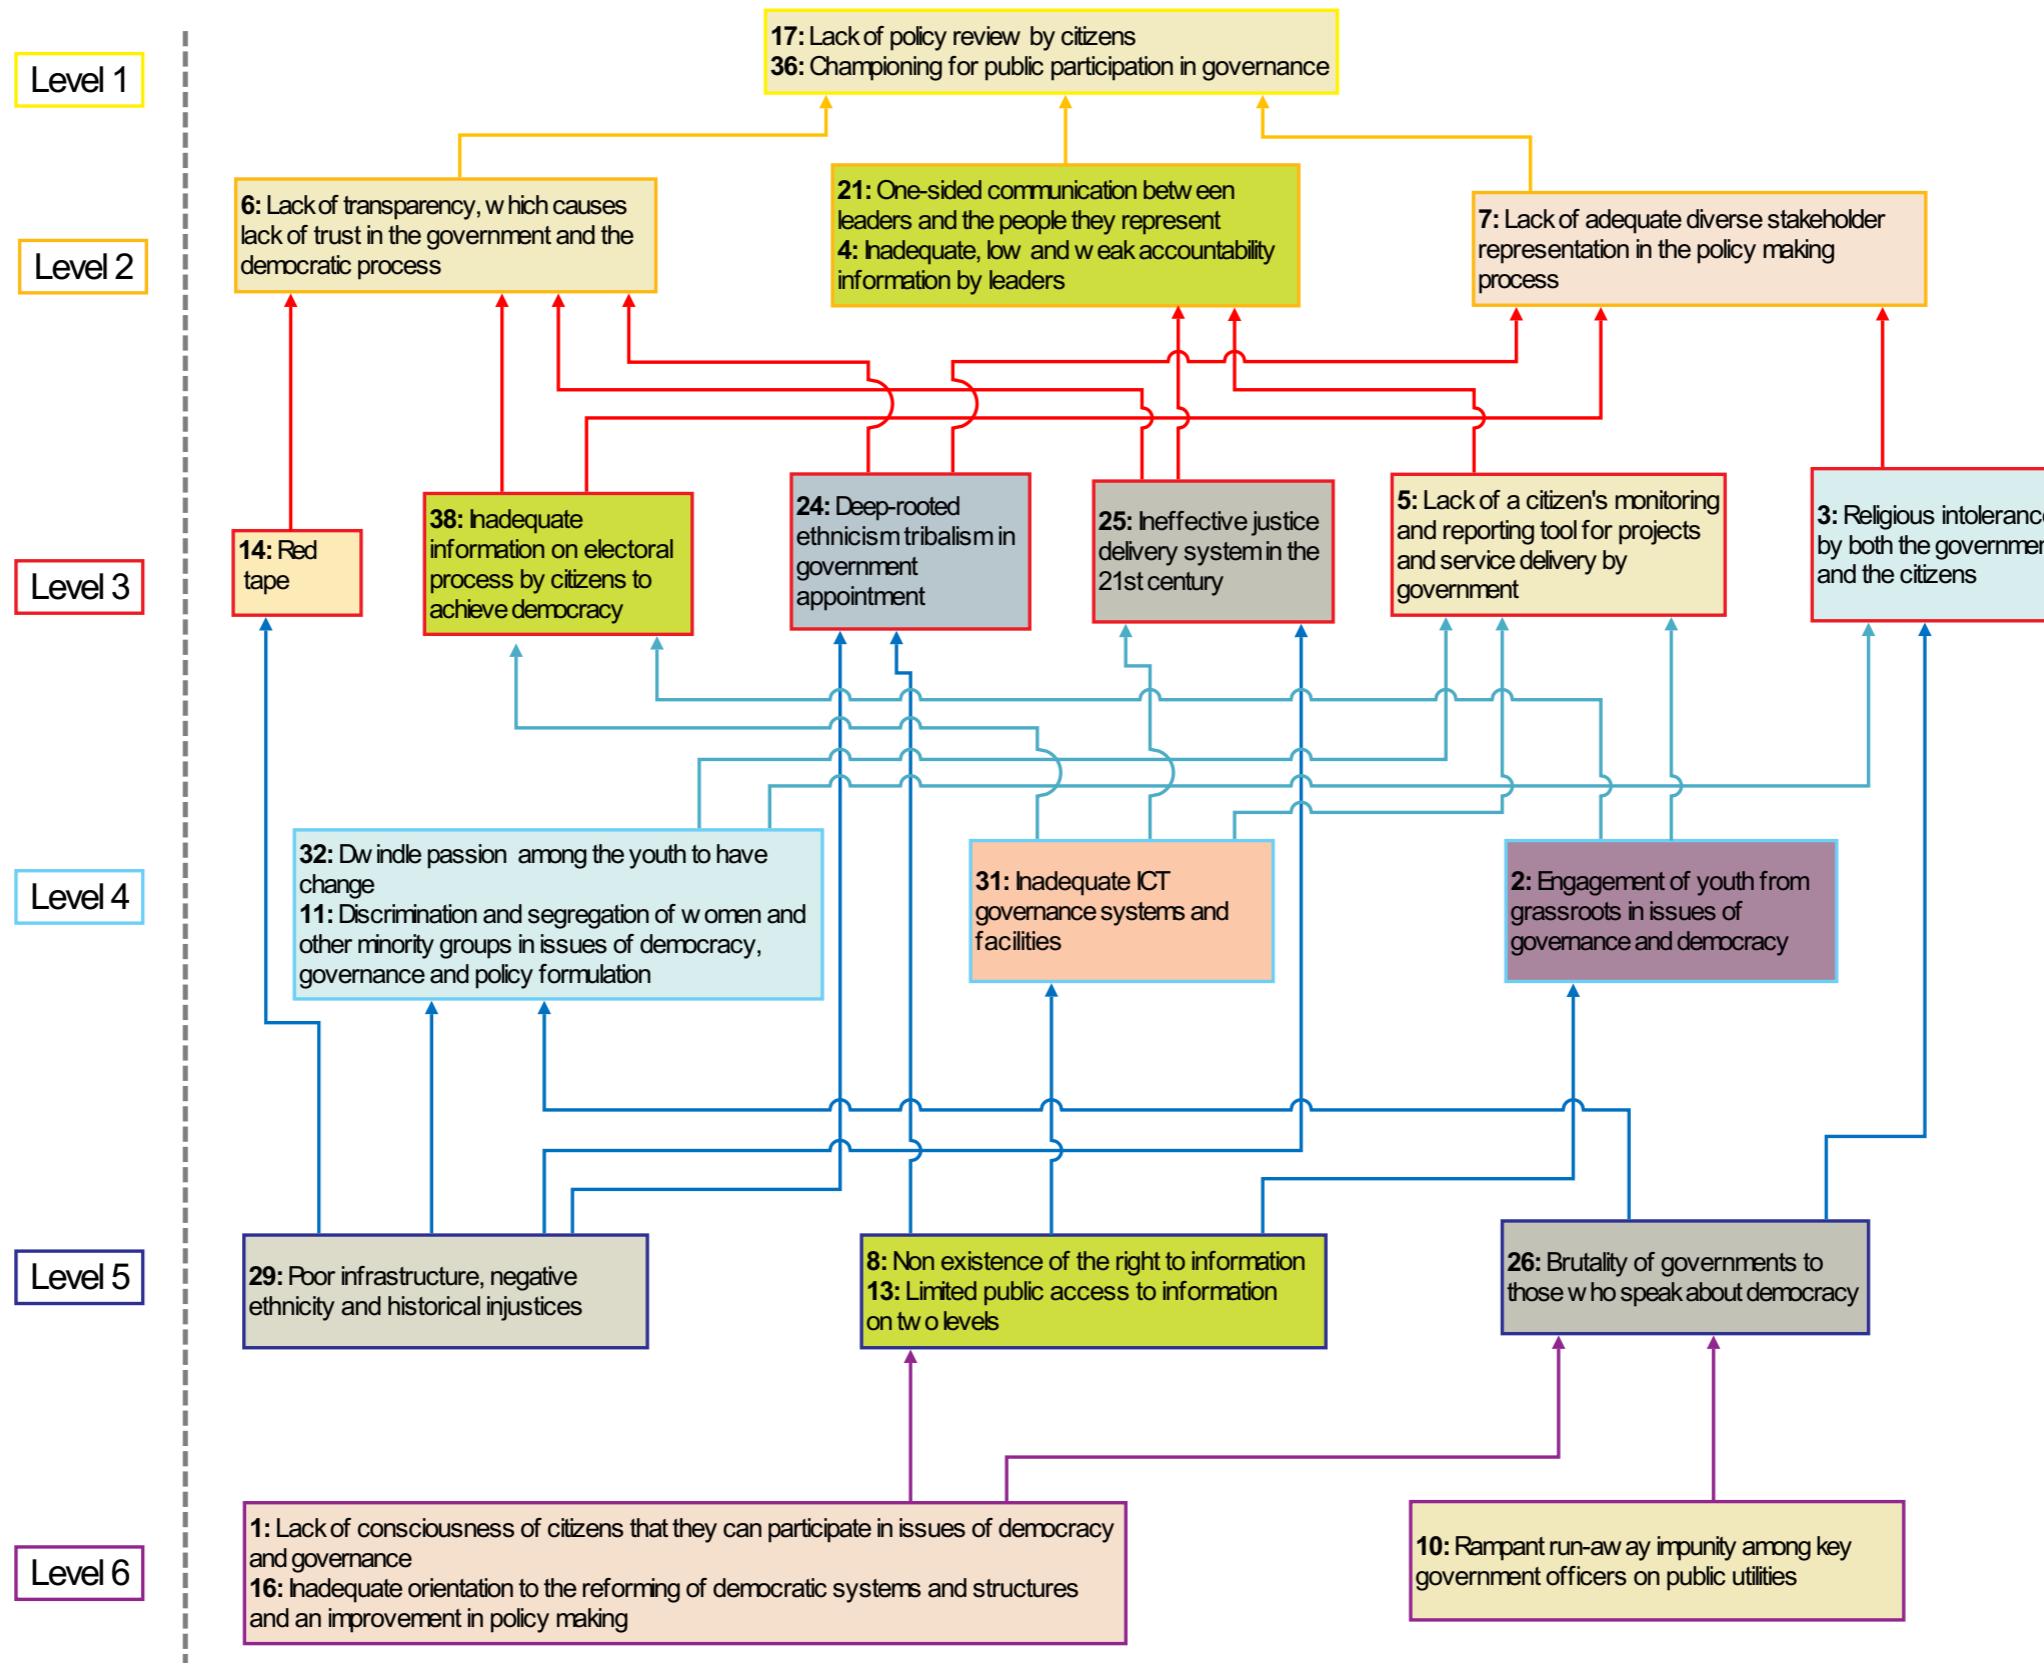 Level 1
17: Lack of policy review by citizens
36: Championing for public participation in governance
Level 2
6: Lack of transparency, which causes
lack of trust in the government and the
democratic process
21: One-sided communication between
leaders and the people they represent
4: Inadequate, low and weak accountability
information by leaders
7: Lack of adequate diverse stakeholder
representation in the policy making
process
Level 3
14: Red
tape
38: Inadequate
information on electoral
process by citizens to
achieve democracy
24: Deep-rooted
ethnicism tribalism in
government
appointment
25: Ineffective justice
delivery system in the
21st century
5: Lack of a citizen's monitoring
and reporting tool for projects
and service delivery by
government
3: Religious intoleranc
by both the governmen
and the citizens
Level 4
32: Dwindle passion among the youth to have
change
11: Discrimination and segregation of women and
other minority groups in issues of democracy,
governance and policy formulation
31: Inadequate ICT
governance systems and
facilities
2: Engagement of youth from
grassroots in issues of
governance and democracy
Level 5
29: Poor infrastructure, negative
ethnicity and historical injustices
8: Non existence of the right to information
13: Limited public access to information
on two levels
26: Brutality of governments to
those who speak about democracy
Level 6
1: Lack of consciousness of citizens that they can participate in issues of democracy
and governance
16: Inadequate orientation to the reforming of democratic systems and structures
and an improvement in policy making
10: Rampant run-away impunity among key
government officers on public utilities